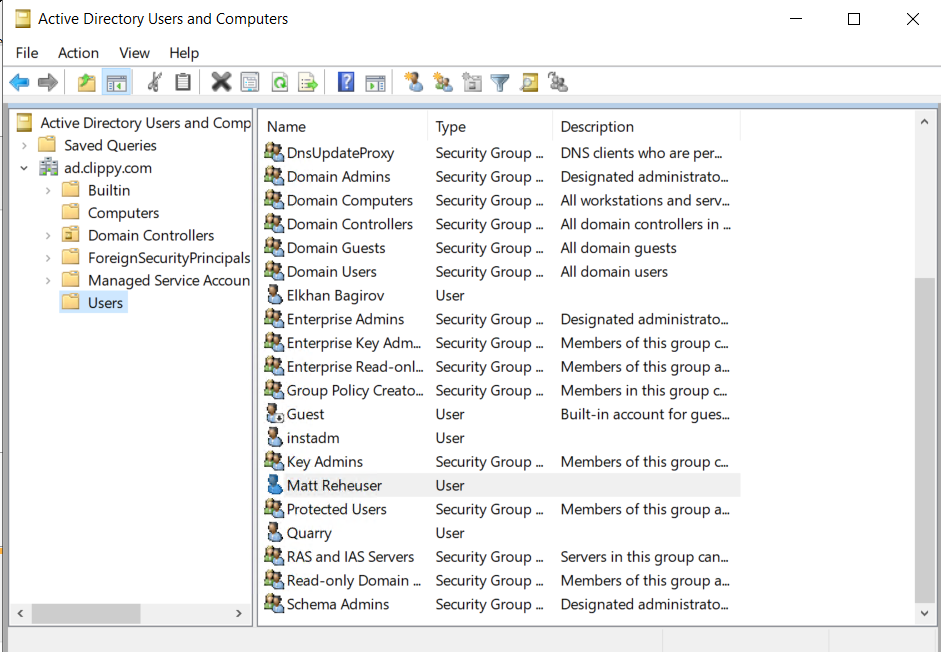 Active Directory Users and Computers
File Action View Help
Active Directory Users and Comp
Saved Queries
ad.clippy.com
Builtin
Computers
Domain Controllers
ForeignSecurityPrincipals
Managed Service Accoun
Users
Name Type Description
DnsUpdateProxy Security Group ... DNS clients who are per...
Domain Admins Security Group ... Designated administrato...
Domain Computers Security Group ... All workstations and serv...
Domain Controllers Security Group ... All domain controllers in ...
Domain Guests Security Group ... All domain guests
Domain Users Security Group ... All domain users
Elkhan Bagirov User
Enterprise Admins Security Group ... Designated administrato...
Enterprise Key Adm... Security Group ... Members of this group c...
Enterprise Read-onl... Security Group ... Members of this group a...
Group Policy Creato... Security Group ... Members in this group c...
Guest User Built-in account for gues...
instadm User
Key Admins Security Group ... Members of this group c...
Matt Reheuser User
Protected Users Security Group ... Members of this group a...
Quarry User
RAS and IAS Servers Security Group ... Servers in this group can...
Read-only Domain ... Security Group ... Members of this group a...
Schema Admins Security Group ... Designated administrato...